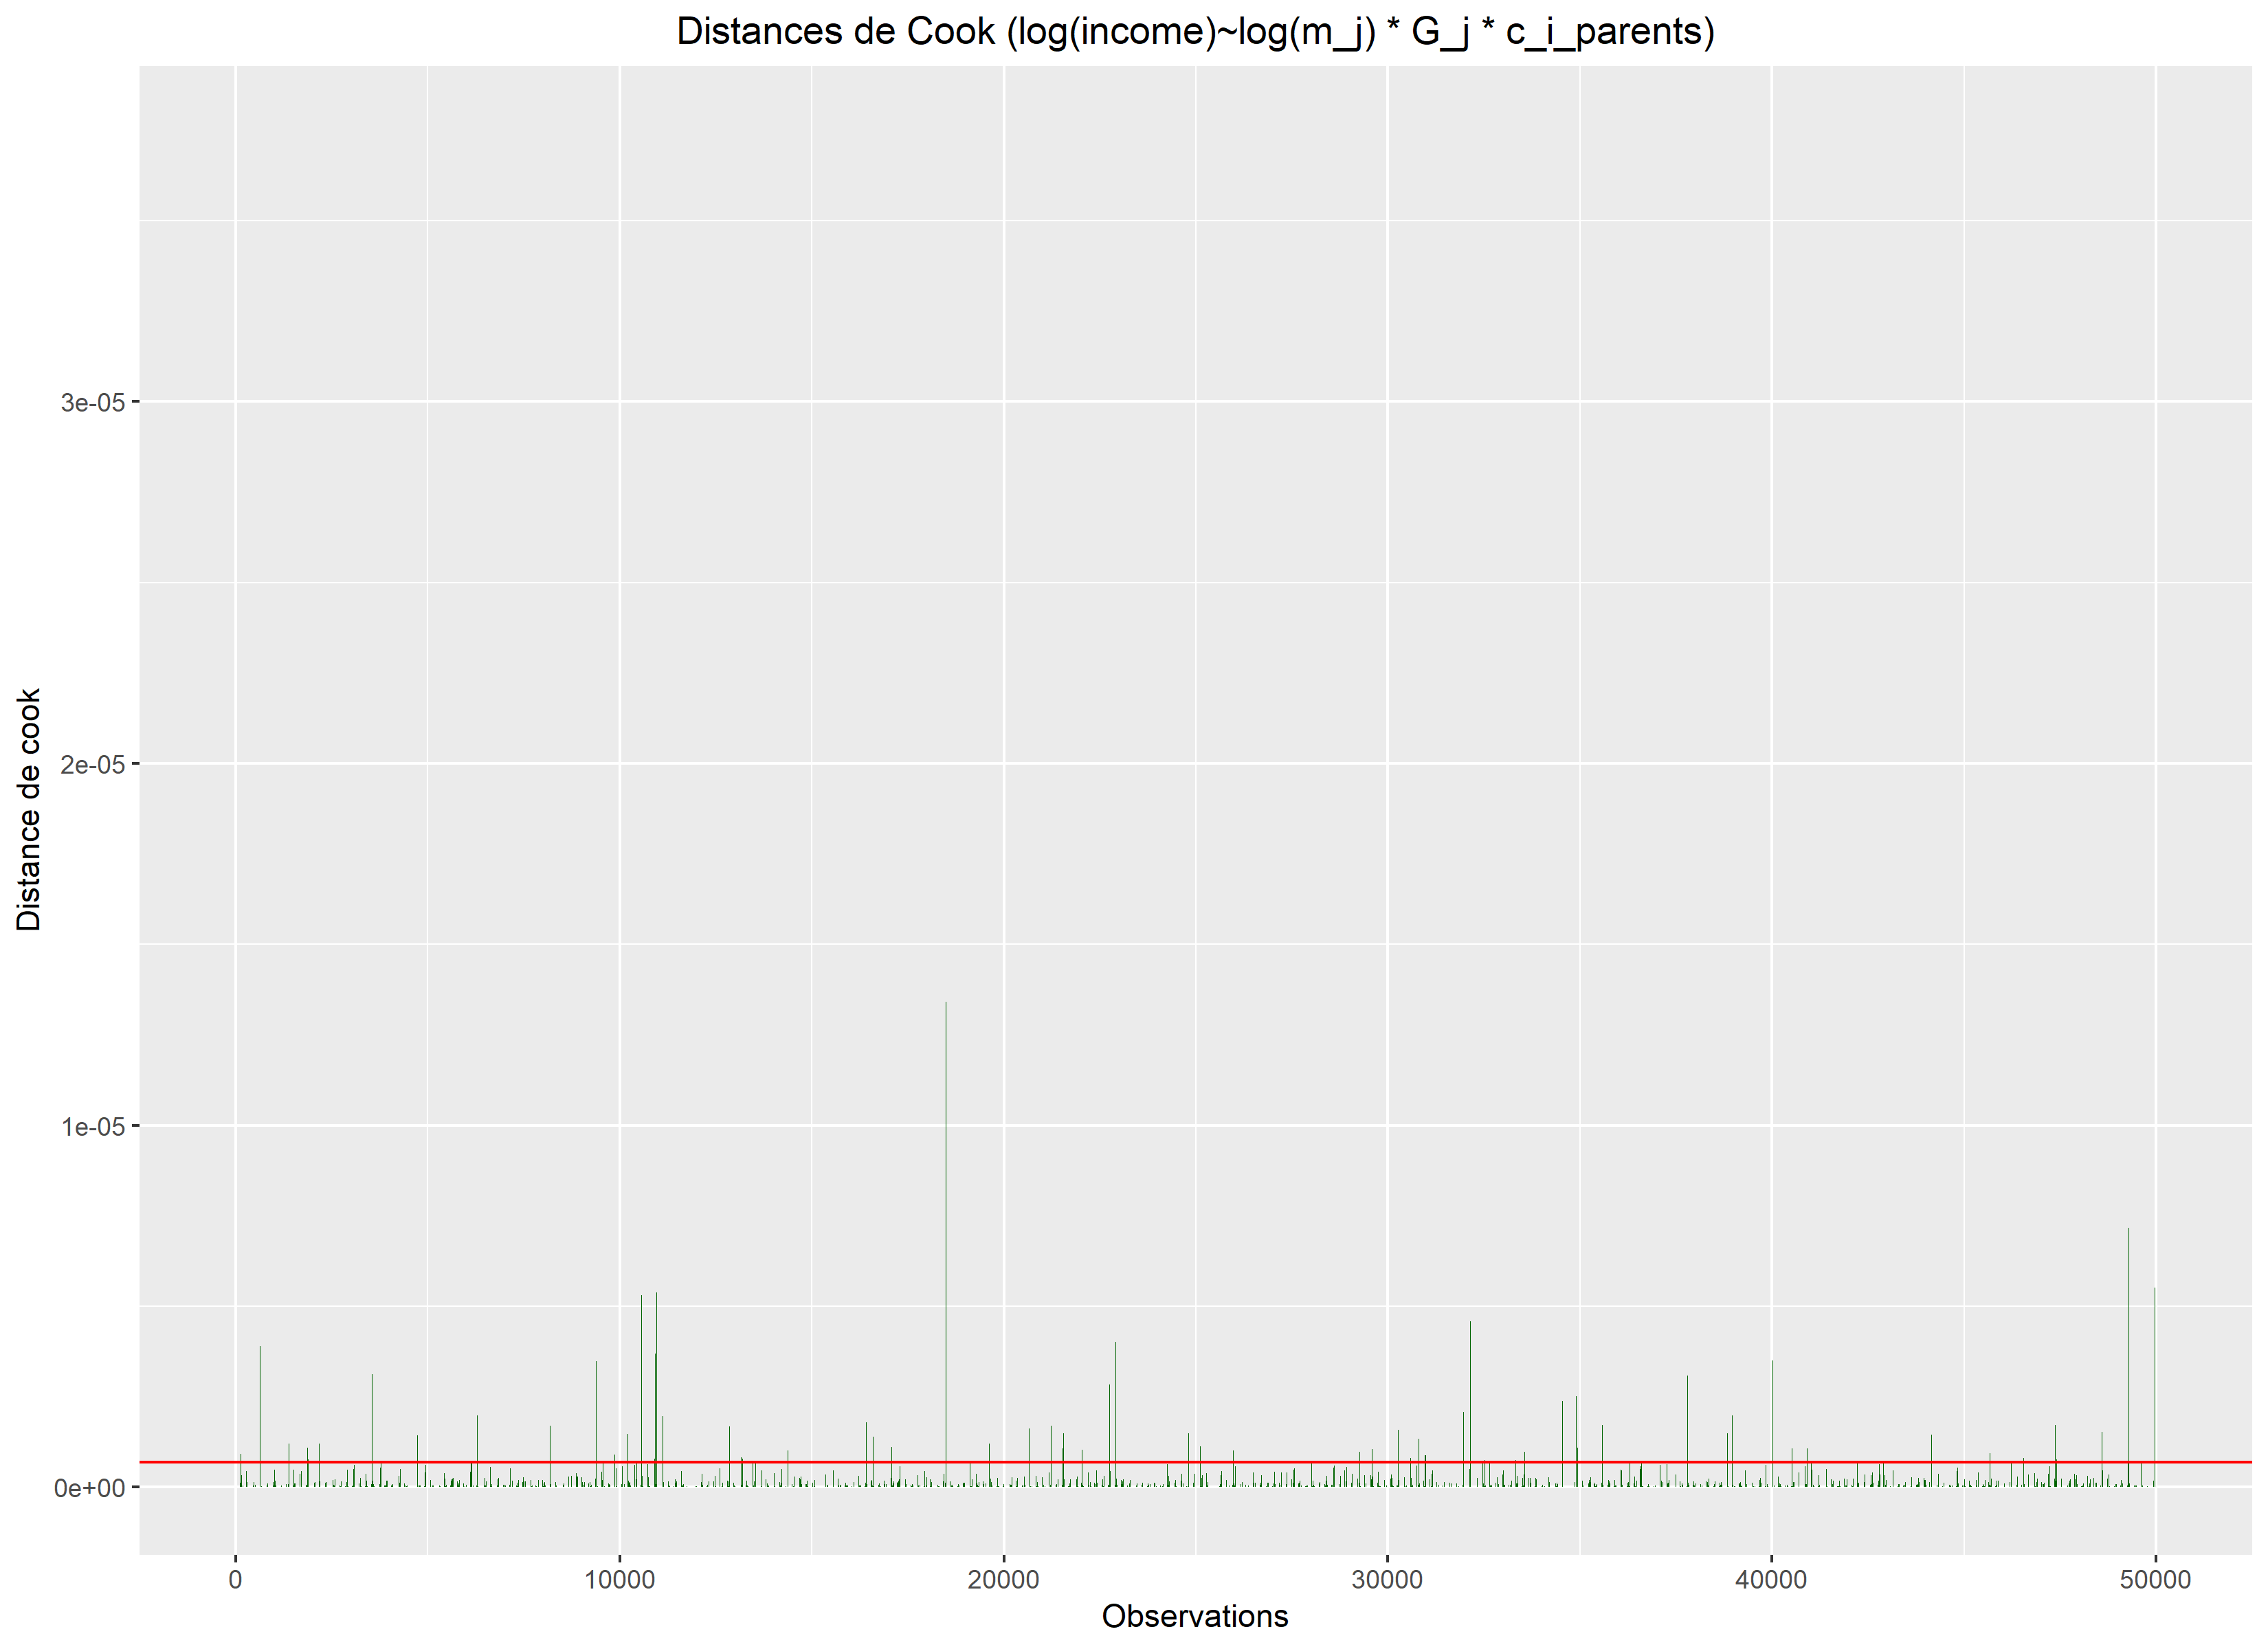 Distances de Cook (log(income)~log(m_j) * G_j * c_i_parents)
Distance de cook
3e-05
2e-05
1e-05
0e+00
0
10000
20000
30000
40000
50000
Observations